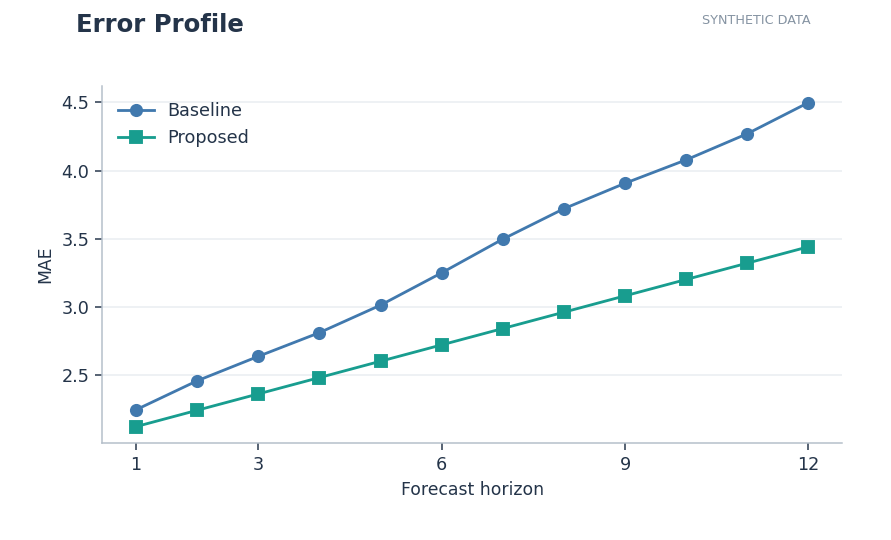 Error Profile
SYNTHETIC DATA
Baseline
Proposed
4.5
4.0
3.5
3.0
2.5
MAE
1 3 6 9 12
Forecast horizon